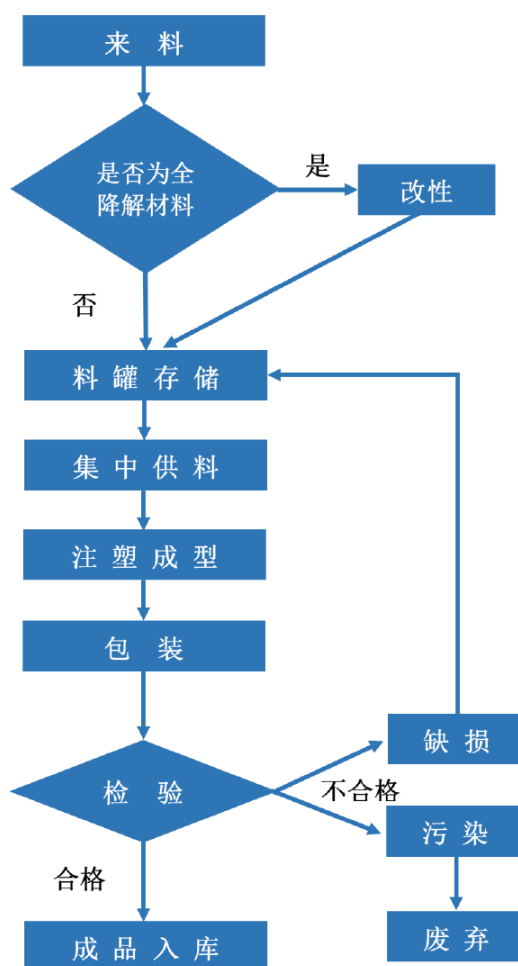 来料
是否为全
降解材料
是
改性
否
料罐存储
集中供料
注塑成型
包装
缺损
检验
不合格
污染
合格
成品入库
废弃